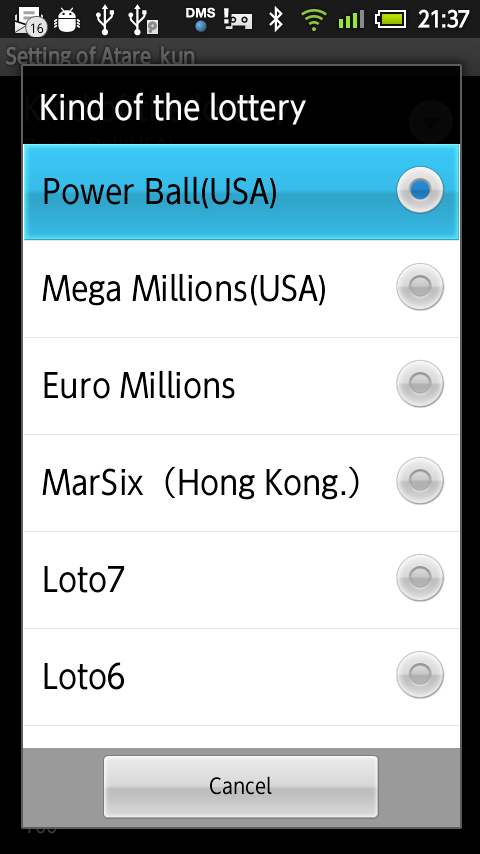 16
DMS
21:37
Setting of Atare_kun
Kind of the lottery
Power Ball(USA)
Mega Millions(USA)
Euro Millions
MarSix（Hong Kong.）
Loto7
Loto6
Cancel